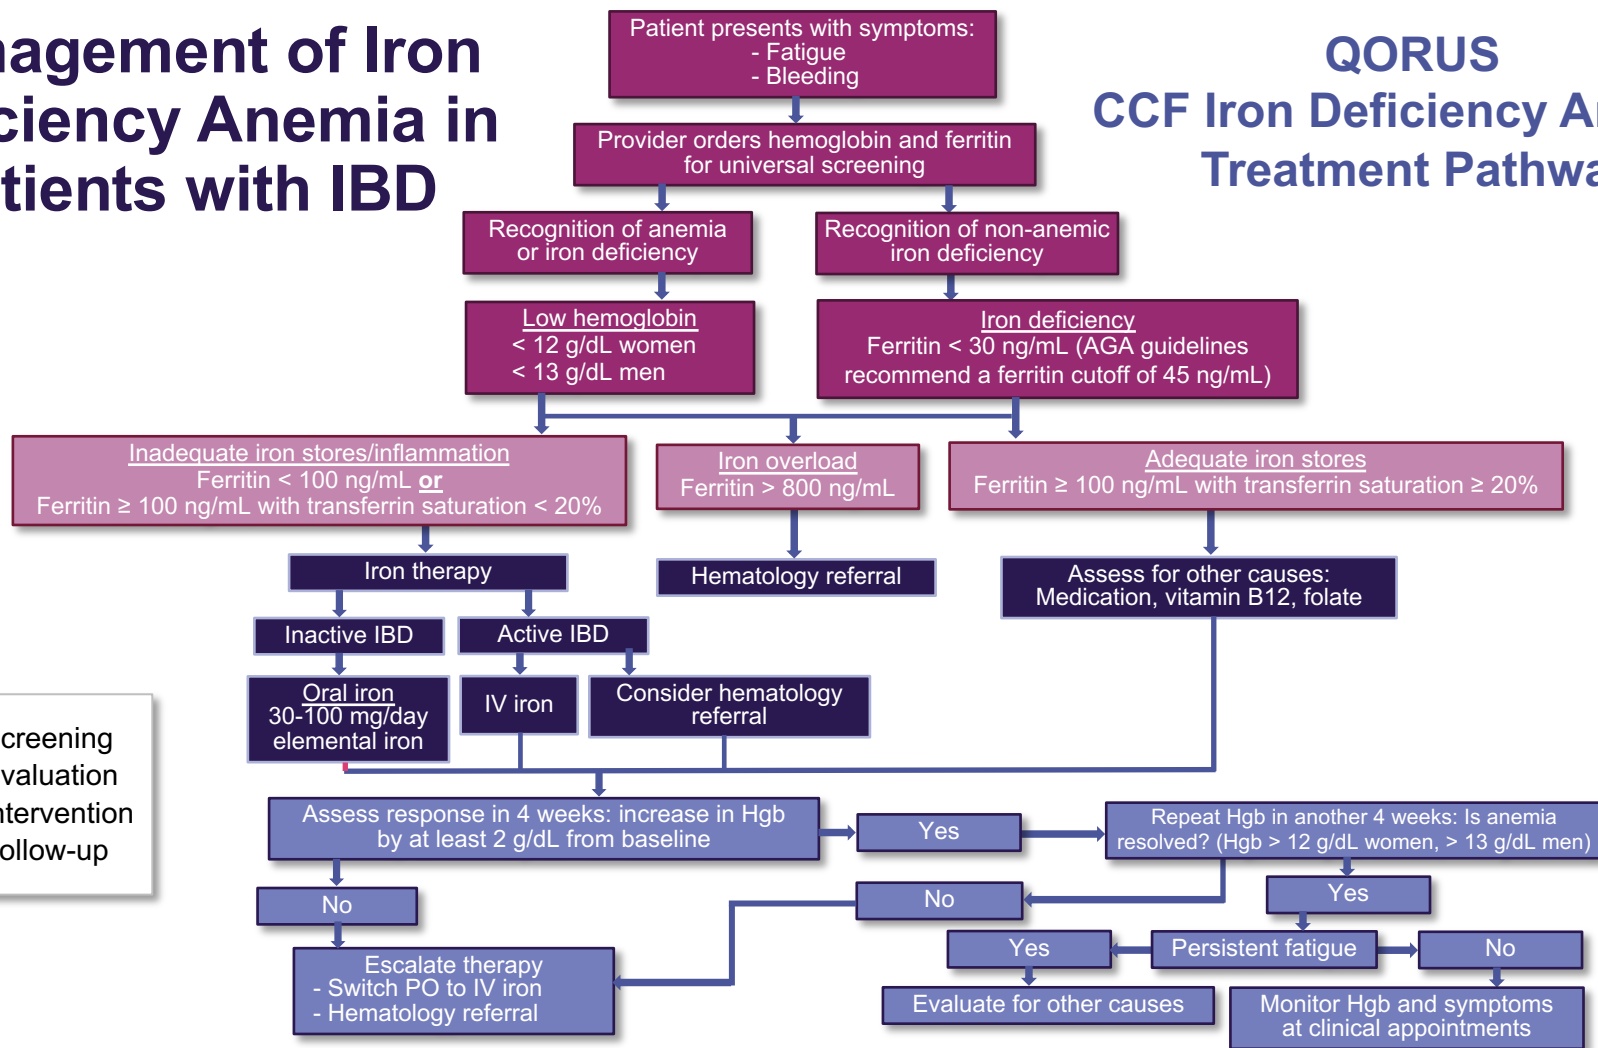 nagement of Iron
ciency Anemia in
tients with IBD
QORUS
CCF Iron Deficiency A
Treatment Pathwa
Patient presents with symptoms:
- Fatigue
- Bleeding
Provider orders hemoglobin and ferritin
for universal screening
Recognition of anemia
or iron deficiency
Recognition of non-anemic
iron deficiency
Low hemoglobin
< 12 g/dL women
< 13 g/dL men
Iron deficiency
Ferritin < 30 ng/mL (AGA guidelines
recommend a ferritin cutoff of 45 ng/mL)
Inadequate iron stores/inflammation
Ferritin < 100 ng/mL or
Ferritin ≥ 100 ng/mL with transferrin saturation < 20%
Iron overload
Ferritin > 800 ng/mL
Adequate iron stores
Ferritin ≥ 100 ng/mL with transferrin saturation ≥ 20%
Iron therapy
Hematology referral
Assess for other causes:
Medication, vitamin B12, folate
Inactive IBD
Active IBD
Oral iron
30-100 mg/day
elemental iron
IV iron
Consider hematology
referral
creening
valuation
ntervention
ollow-up
Assess response in 4 weeks: increase in Hgb
by at least 2 g/dL from baseline
Yes
Repeat Hgb in another 4 weeks: Is anemia
resolved? (Hgb > 12 g/dL women, > 13 g/dL men)
No
No
Yes
Escalate therapy
- Switch PO to IV iron
- Hematology referral
Yes
Persistent fatigue
No
Evaluate for other causes
Monitor Hgb and symptoms
at clinical appointments